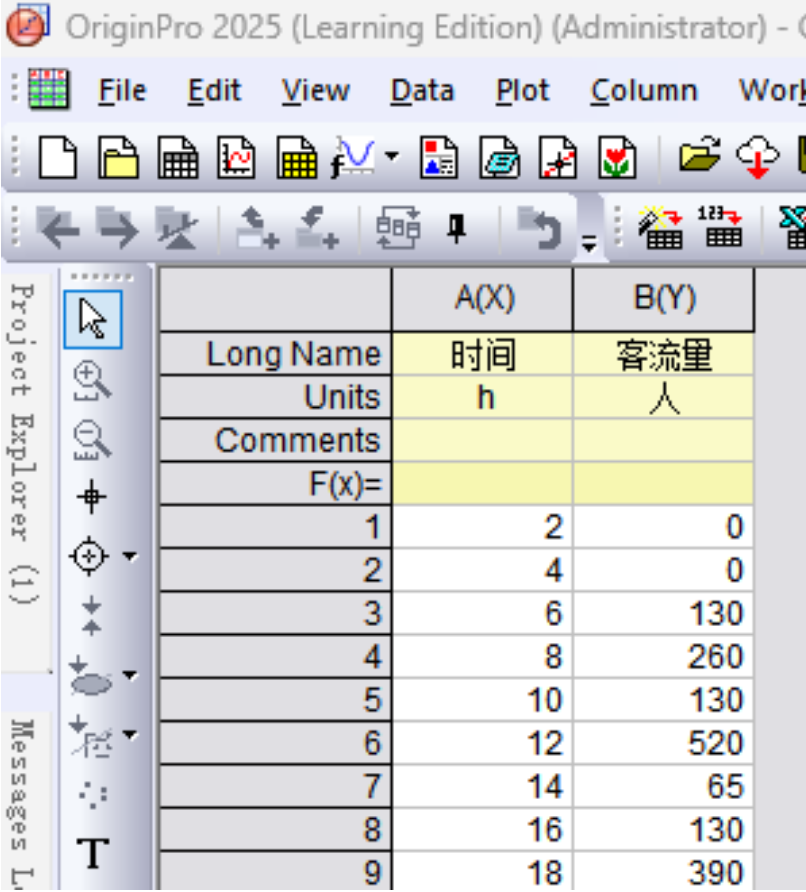 OriginPro 2025 (Learning Edition) (Administrator) -
File Edit View Data Plot Column Work
A(X) B(Y)
Long Name 时间 客流量
Units h 人
Comments
F(x)=
1 2 0
2 4 0
3 6 130
4 8 260
5 10 130
6 12 520
7 14 65
8 16 130
9 18 390
Project Explorer (1)
Messages L
T
123